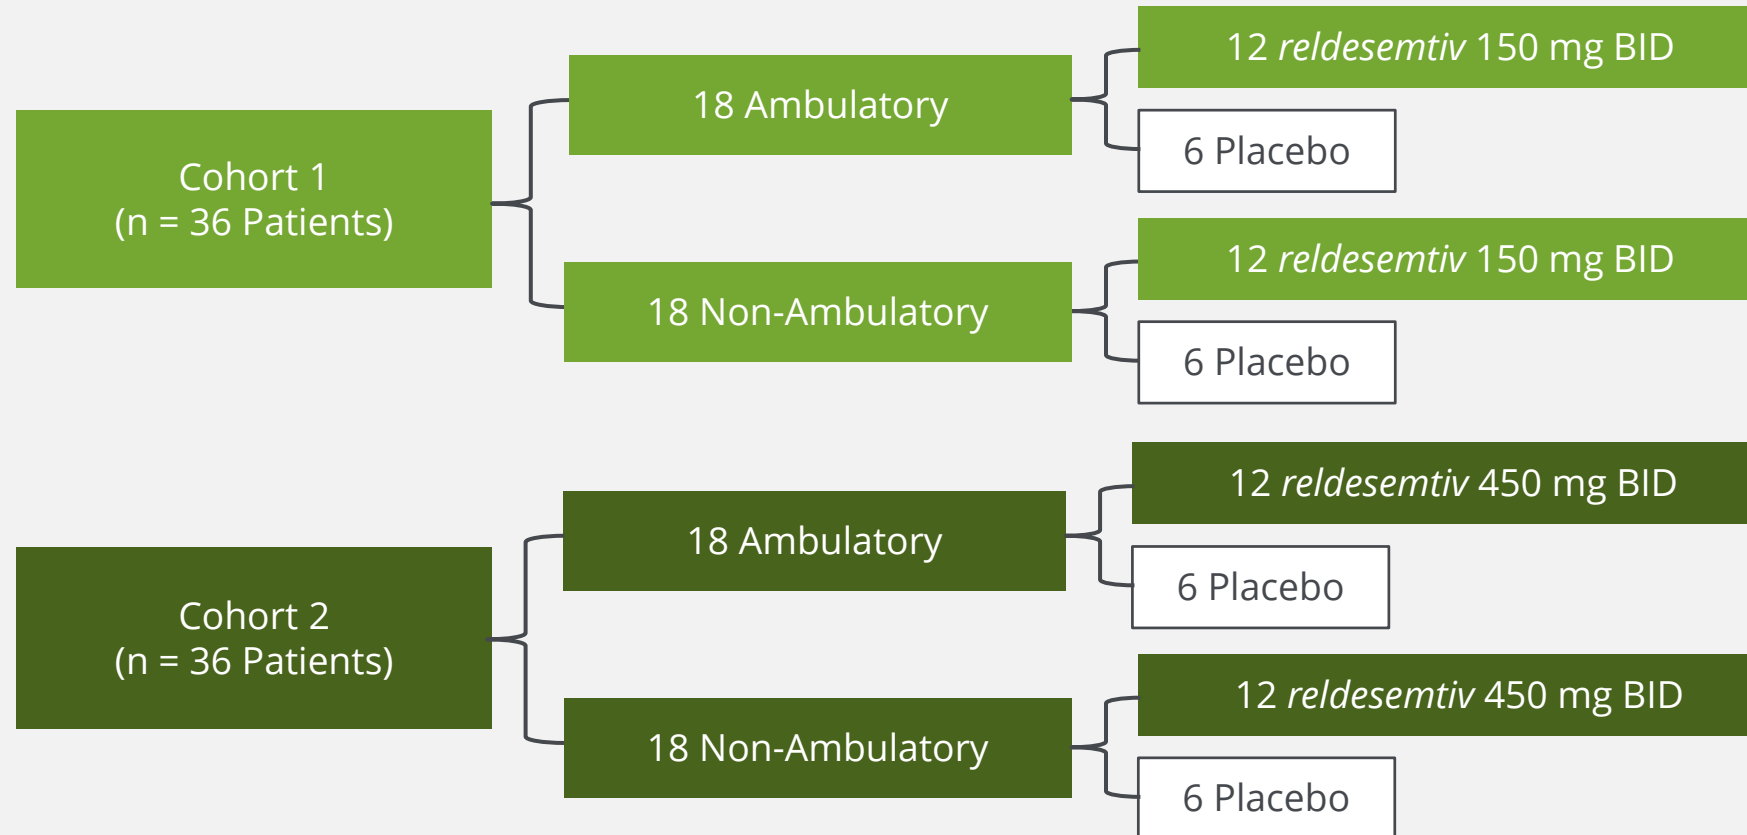 Cohort 1
(n = 36 Patients)
18 Ambulatory
12 reldesemtiv 150 mg BID
6 Placebo
18 Non-Ambulatory
12 reldesemtiv 150 mg BID
6 Placebo
Cohort 2
(n = 36 Patients)
18 Ambulatory
12 reldesemtiv 450 mg BID
6 Placebo
18 Non-Ambulatory
12 reldesemtiv 450 mg BID
6 Placebo